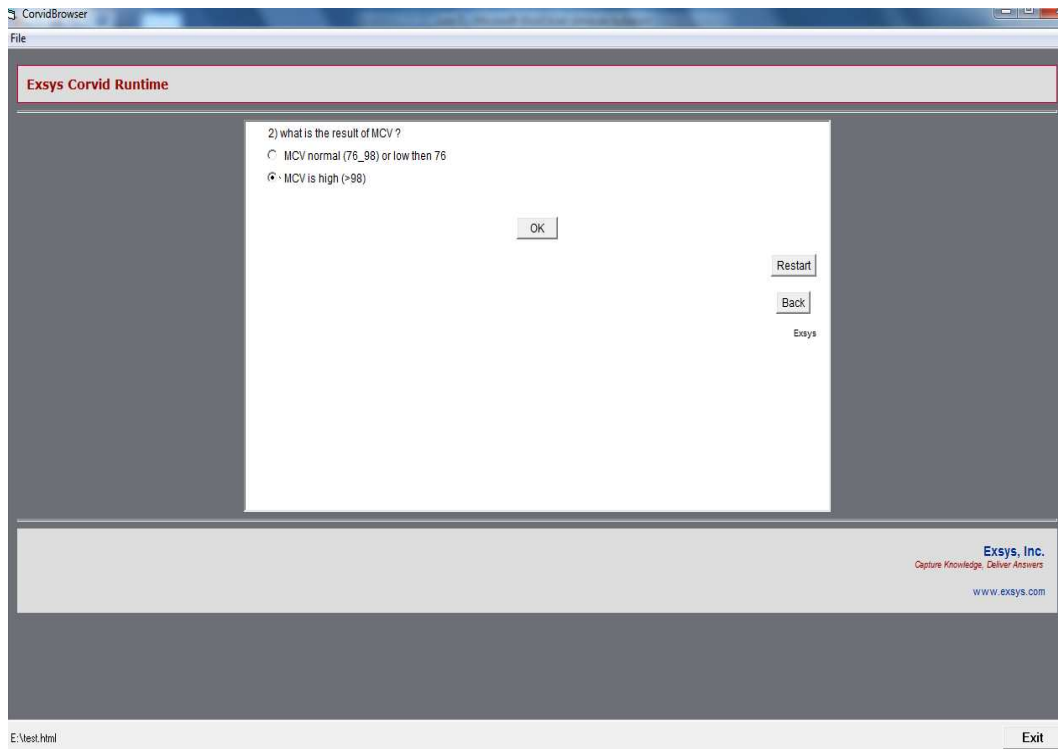 CorvidBrowser
File
Exsys Corvid Runtime
2) what is the result of MCV ?
MCV normal (76_98) or low then 76
MCV is high (>98)
OK
Restart
Back
Exsys
Exsys, Inc.
Capture Knowledge, Deliver Answers
www.exsys.com
E:\test.html
Exit